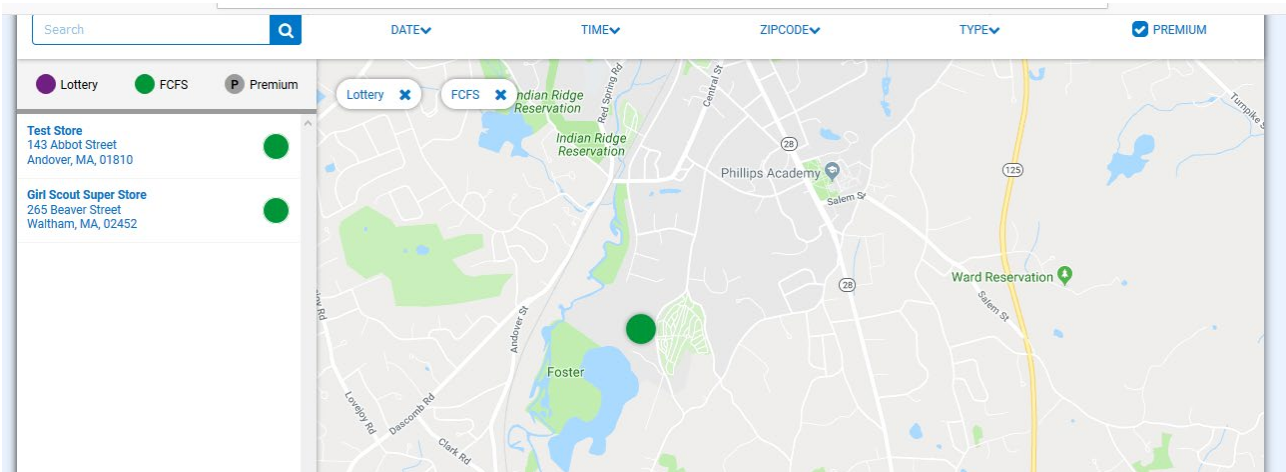 Search
DATE
TIME
ZIPCODE
TYPE
PREMIUM
Lottery
FCFS
P Premium
Test Store
143 Abbot Street
Andover, MA, 01810
Girl Scout Super Store
265 Beaver Street
Waltham, MA, 02452
Lottery
FCFS
ndian Ridge
Reservation
Red Spring Rd
Central St
Turnpike S
Indian Ridge
Reservation
28
Phillips Academy
125
Salem St
Ward Reservation
28
Salem St
Andover St
Foster
Lovejoy Rd
Dascomb Rd
Clark Rd